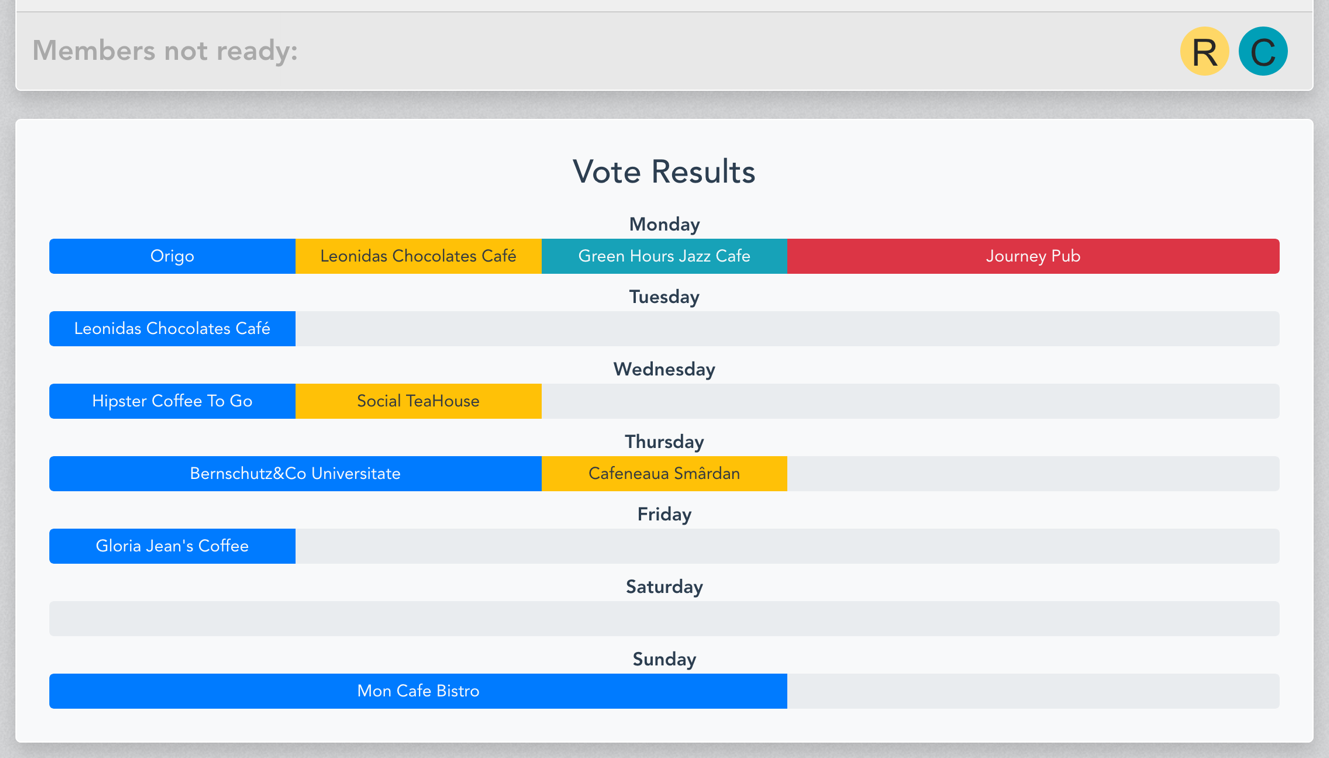 Members not ready:
R C
Vote Results
Monday
Origo Leonidas Chocolates Café Green Hours Jazz Cafe Journey Pub
Tuesday
Leonidas Chocolates Café
Wednesday
Hipster Coffee To Go Social TeaHouse
Thursday
Bernschutz&Co Universitate Cafeneaua Smârdan
Friday
Gloria Jean's Coffee
Saturday
Sunday
Mon Cafe Bistro